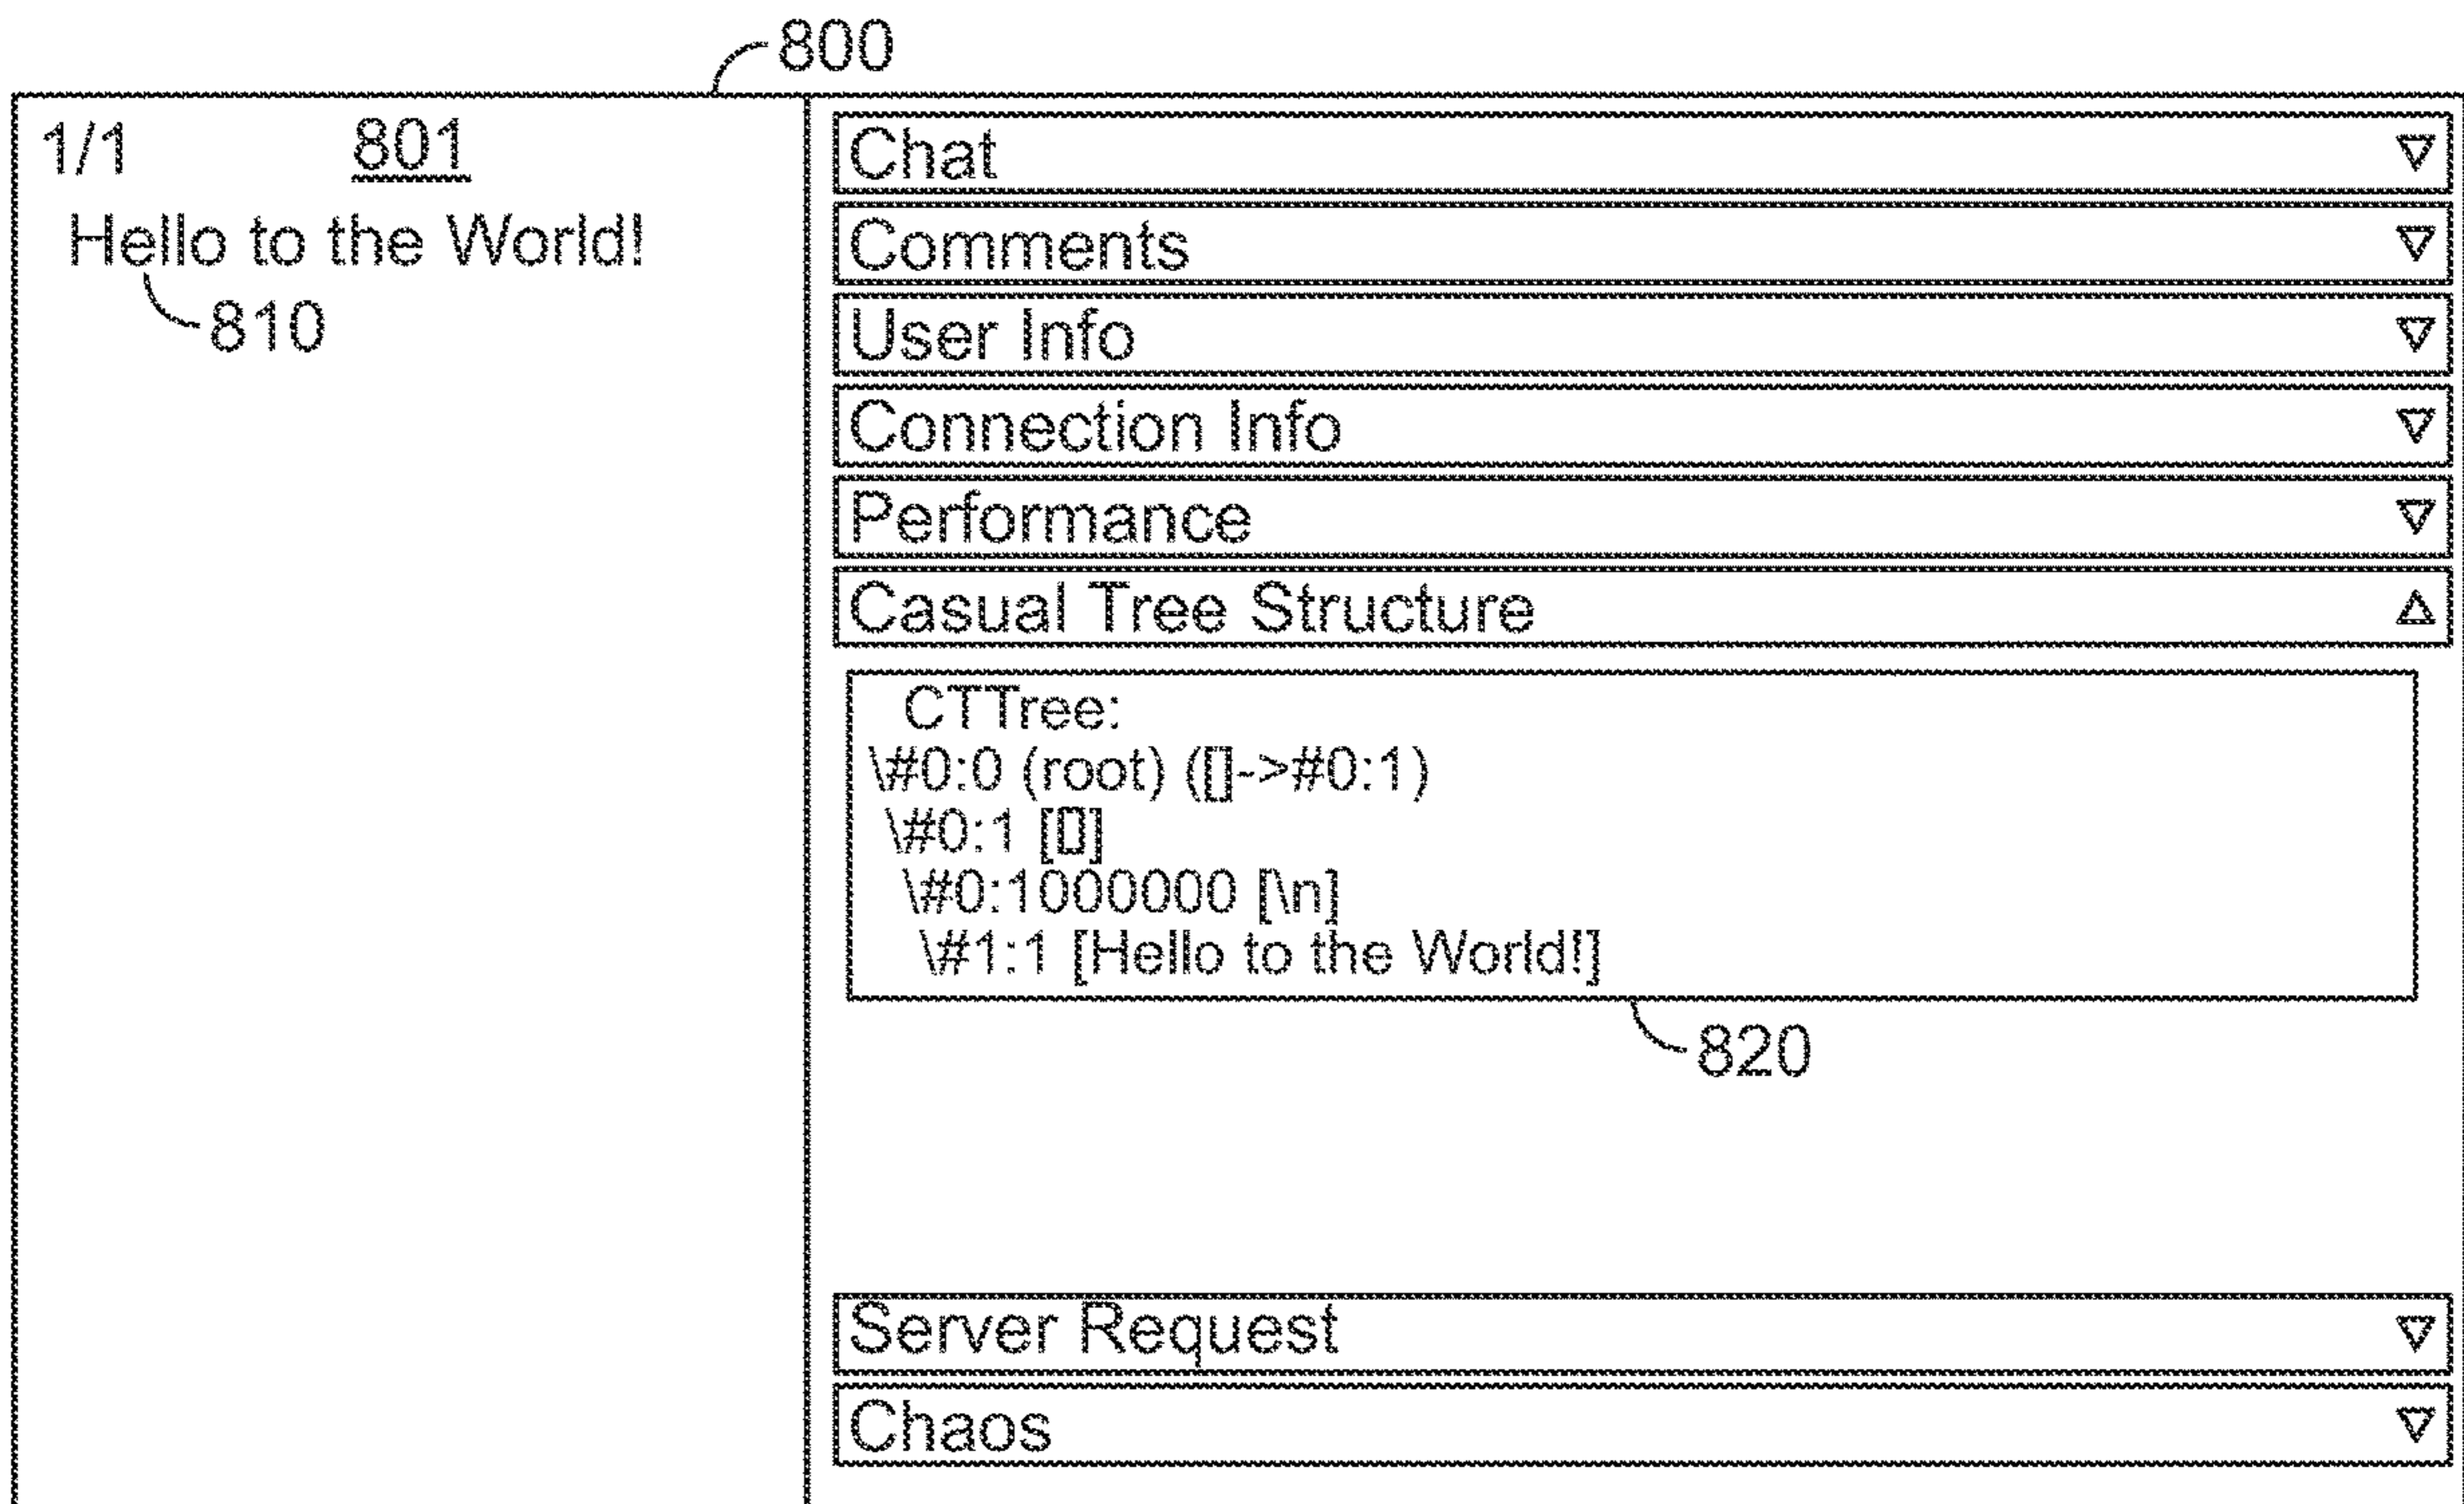 800
1/1 801
Hello to the World!
810
Chat
Comments
User Info
Connection Info
Performance
Casual Tree Structure
CTTree:
\#0:0 (root) ([]->#0:1)
\#0:1 [▯]
\#0:1000000 [\n]
\#1:1 [Hello to the World!]
820
Server Request
Chaos